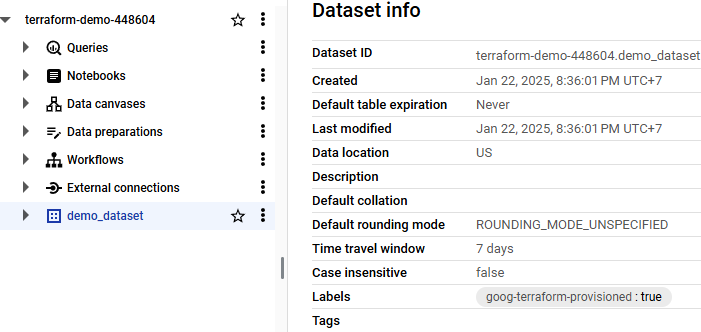 terraform-demo-448604
Queries
Notebooks
Data canvases
Data preparations
Workflows
External connections
demo_dataset
Dataset info
Dataset ID terraform-demo-448604.demo_dataset
Created Jan 22, 2025, 8:36:01 PM UTC+7
Default table expiration Never
Last modified Jan 22, 2025, 8:36:01 PM UTC+7
Data location US
Description
Default collation
Default rounding mode ROUNDING_MODE_UNSPECIFIED
Time travel window 7 days
Case insensitive false
Labels goog-terraform-provisioned : true
Tags